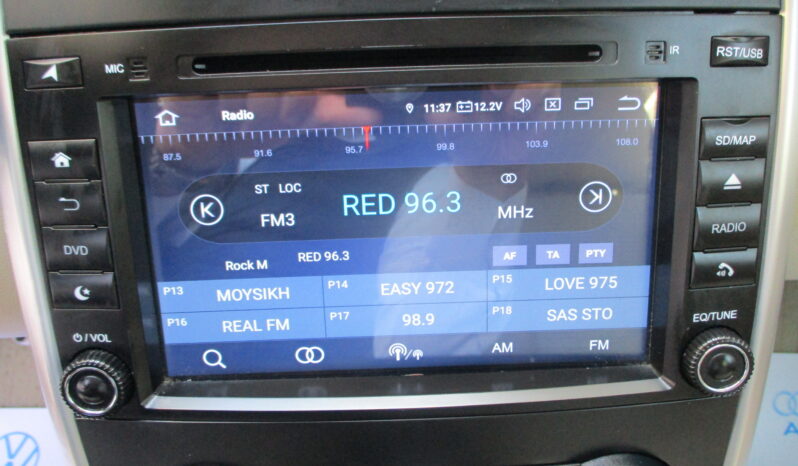 MIC
IR
RST/USB
Radio
11:37
12.2V
87.5 91.6 95.7 99.8 103.9 108.0
SD/MAP
ST LOC
RED 96.3
FM3
MHz
RADIO
DVD
Rock M
RED 96.3
AF
TA
PTY
P13 MOYSIKH
P14 EASY 972
P15 LOVE 975
P16 REAL FM
P17 98.9
P18 SAS STO
/VOL
EQ/TUNE
AM
FM